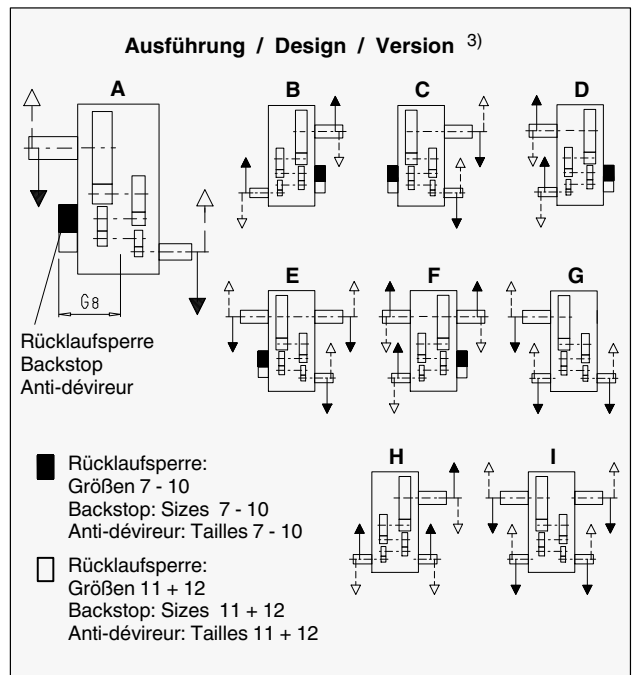 Ausführung / Design / Version 3)
A
B
C
D
G8
Rücklaufsperre
Backstop
Anti-dévireur
E
F
G
H
I
Rücklaufsperre:
Größen 7 - 10
Backstop: Sizes 7 - 10
Anti-dévireur: Tailles 7 - 10
Rücklaufsperre:
Größen 11 + 12
Backstop: Sizes 11 + 12
Anti-dévireur: Tailles 11 + 12